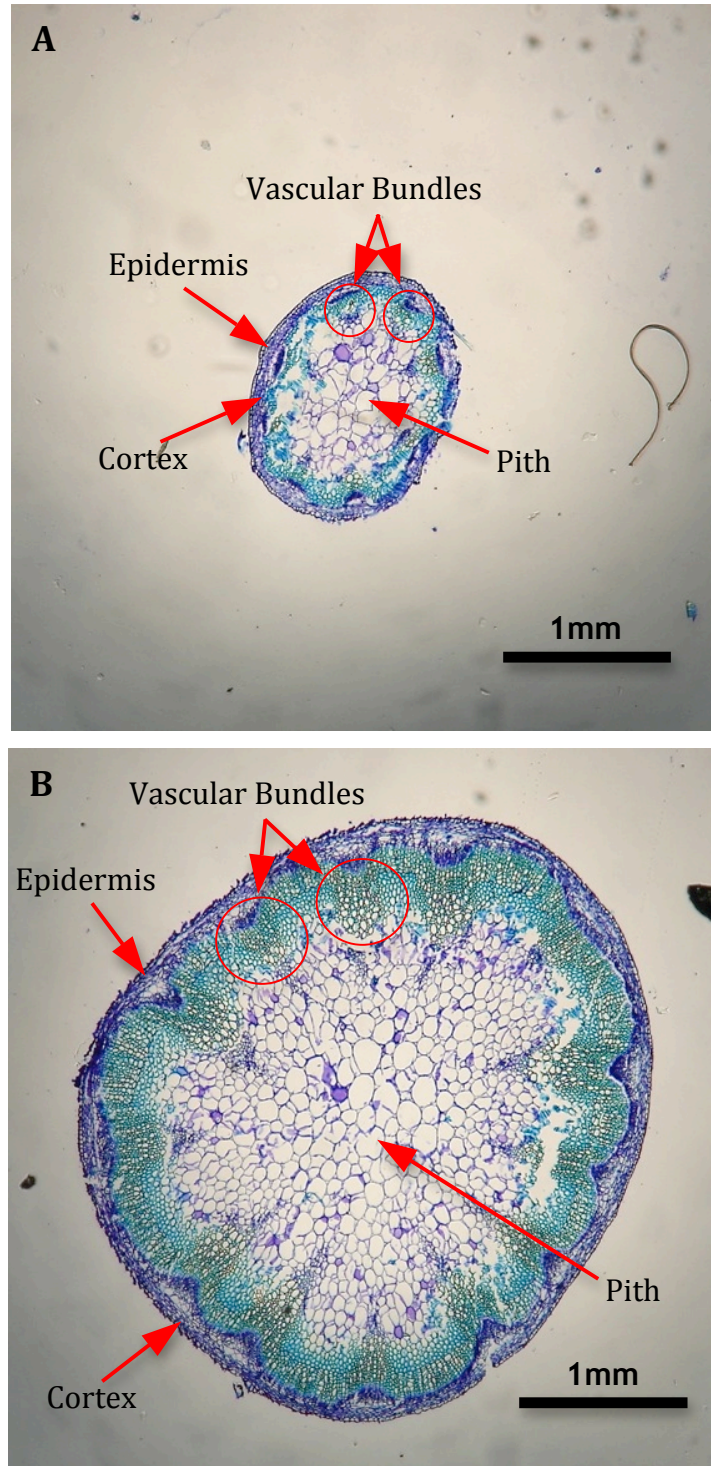 A
Vascular Bundles
Epidermis
Cortex
Pith
1mm
B
Vascular Bundles
Epidermis
Pith
1mm
Cortex